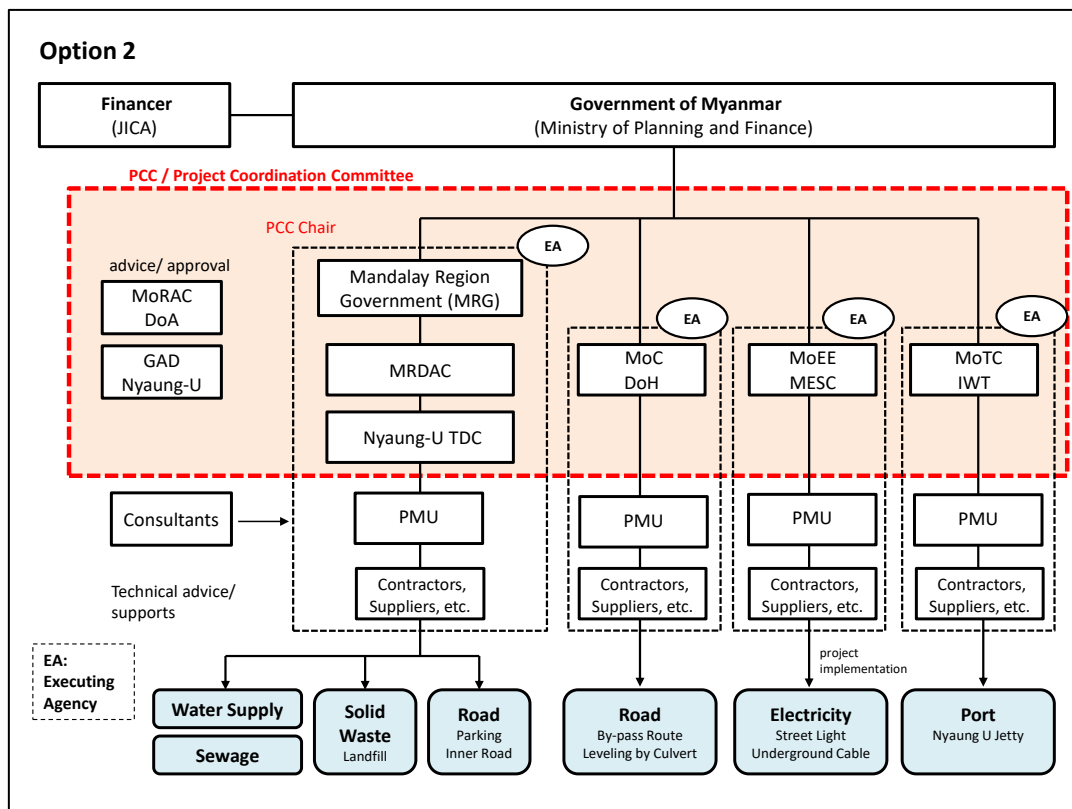 Option 2
Financer
(JICA)
Government of Myanmar
(Ministry of Planning and Finance)
PCC / Project Coordination Committee
PCC Chair
EA
advice/ approval
MoRAC
DoA
GAD
Nyaung-U
Mandalay Region
Government (MRG)
MRDAC
Nyaung-U TDC
EA
MoC
DoH
EA
MoEE
MESC
EA
MoTC
IWT
Consultants
PMU
PMU
PMU
PMU
Technical advice/
supports
Contractors,
Suppliers, etc.
Contractors,
Suppliers, etc.
Contractors,
Suppliers, etc.
Contractors,
Suppliers, etc.
project
implementation
EA:
Executing
Agency
Water Supply
Sewage
Solid
Waste
Landfill
Road
Parking
Inner Road
Road
By-pass Route
Leveling by Culvert
Electricity
Street Light
Underground Cable
Port
Nyaung U Jetty